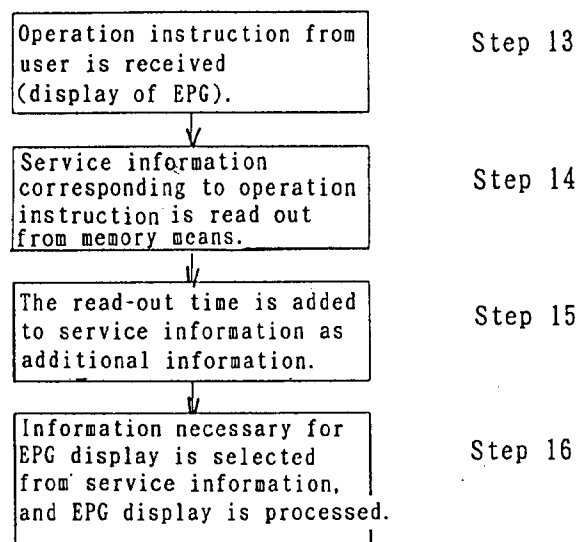 Operation instruction from
user is received
(display of EPG).
Step 13
Service information
corresponding to operation
instruction is read out
from memory means.
Step 14
The read-out time is added
to service information as
additional information.
Step 15
Information necessary for
EPG display is selected
from service information,
and EPG display is processed.
Step 16